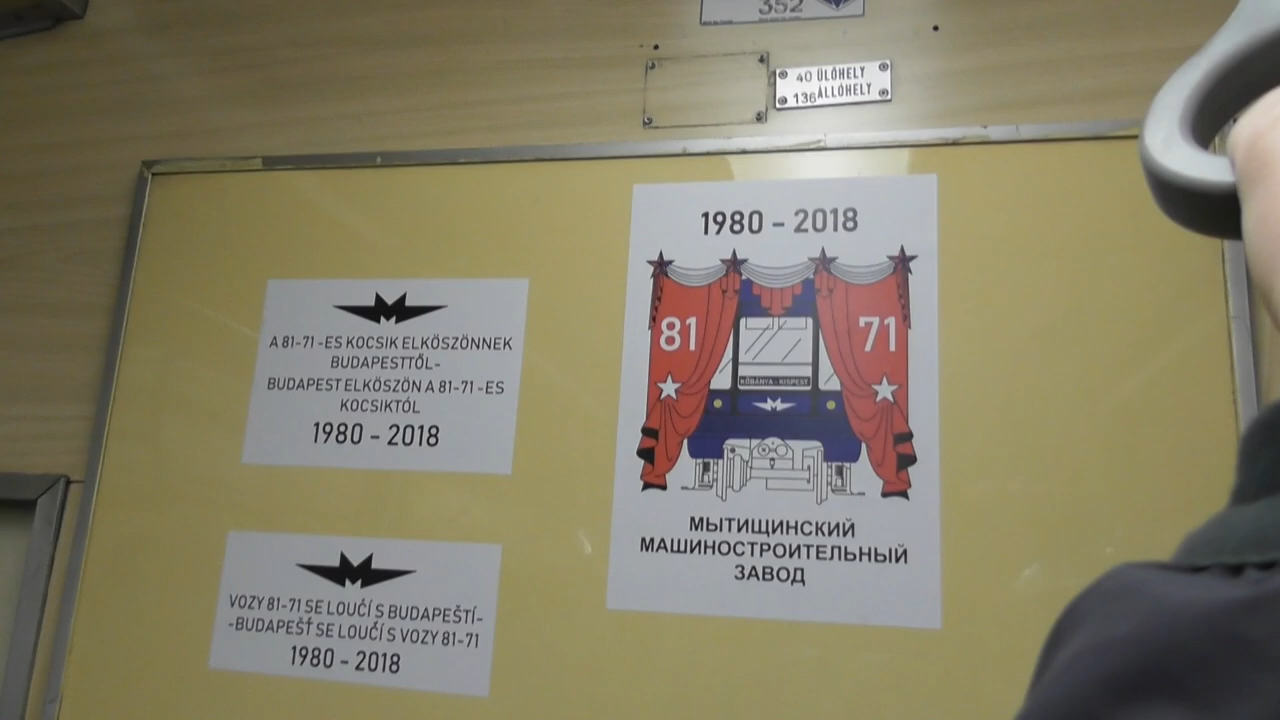 352
40 ÜLŐHELY
136 ÁLLÓHELY
1980 - 2018
81 71
KŐBÁNYA - KISPEST
МЫТИЩИНСКИЙ
МАШИНОСТРОИТЕЛЬНЫЙ
ЗАВОД
A 81-71 -ES KOCSIK ELKÖSZÖNNEK
BUDAPESTTŐL-
BUDAPEST ELKÖSZÖN A 81-71 -ES
KOCSIKTÓL
1980 - 2018
VOZY 81-71 SE LOUČÍ S BUDAPEŠTÍ-
-BUDAPEŠŤ SE LOUČÍ S VOZY 81-71
1980 - 2018